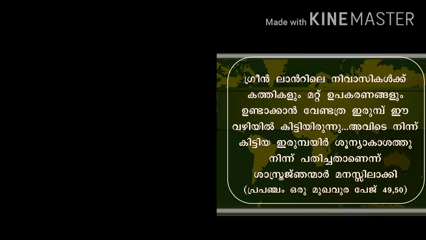 Made with KINEMASTER
ഗ്രീൻ ലാൻറിലെ നിവാസികൾക്ക്
കത്തികളും മറ്റ് ഉപകരണങ്ങളും
ഉണ്ടാക്കാൻ വേണ്ടത്ര ഇരുമ്പ് ഈ
വഴിയിൽ കിട്ടിയിരുന്നു...അവിടെ നിന്ന്
കിട്ടിയ ഇരുമ്പയിർ ശൂന്യാകാശത്തു
നിന്ന് പതിച്ചതാണെന്ന്
ശാസ്ത്രജ്ഞന്മാർ മനസ്സിലാക്കി
(പ്രപഞ്ചം ഒരു മുഖവുര പേജ് 49,50)